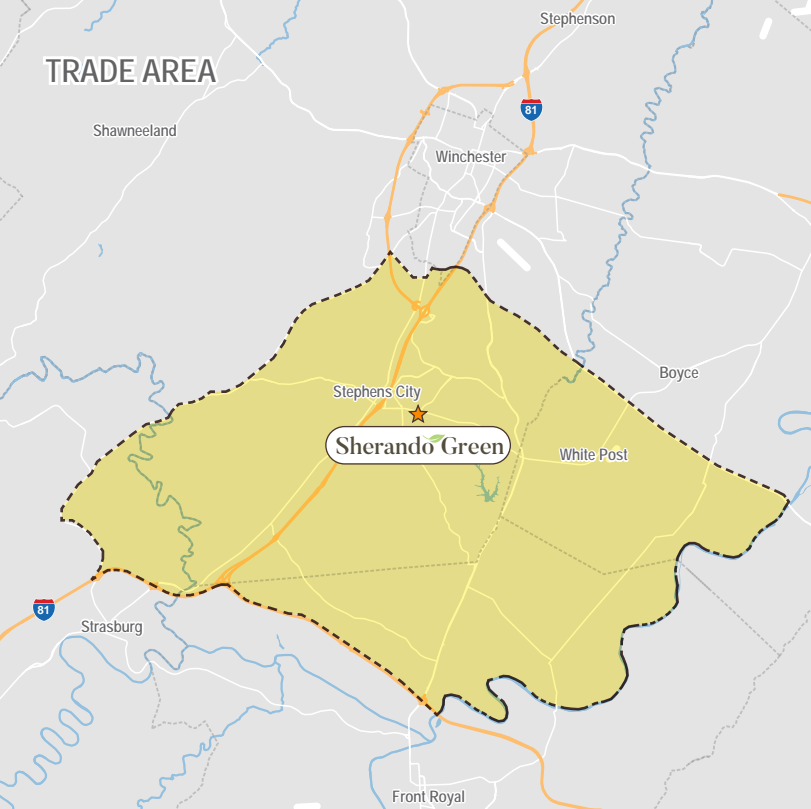 Stephenson
TRADE AREA
81
Shawneeland
Winchester
Boyce
Stephens City
Sherando Green
White Post
81
Strasburg
Front Royal